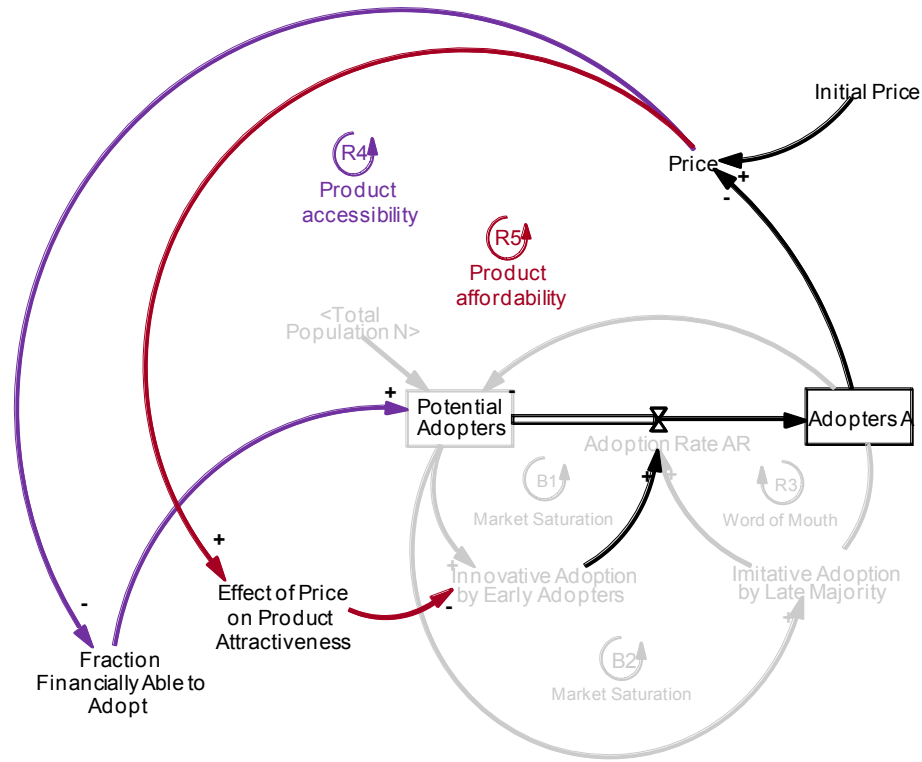 Initial Price
Price
+
-
R4
Product
accessibility
R5
Product
affordability
<Total
Population N>
+
-
Potential
Adopters
Adopters A
Adoption Rate AR
B1
Market Saturation
+
+
R3
Word of Mouth
+
-
Innovative Adoption
by Early Adopters
Imitative Adoption
by Late Majority
+
+
Effect of Price
on Product
Attractiveness
-
Fraction
Financially Able to
Adopt
B2
Market Saturation